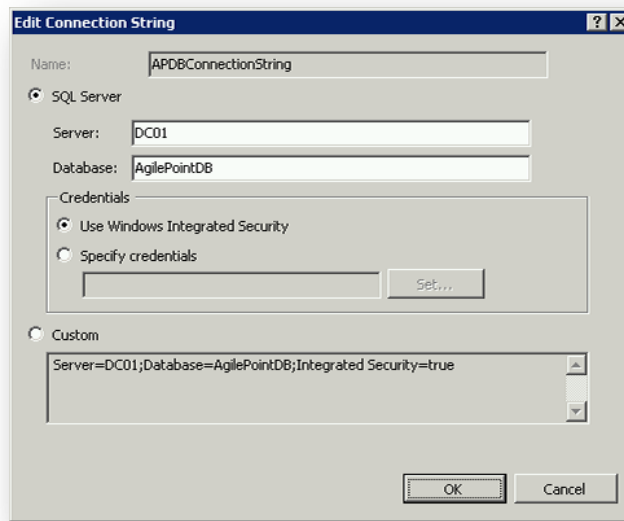 Edit Connection String
Name: APDBConnectionString
SQL Server
Server: DC01
Database: AgilePointDB
Credentials
Use Windows Integrated Security
Specify credentials
Set...
Custom
Server=DC01;Database=AgilePointDB;Integrated Security=true
OK Cancel